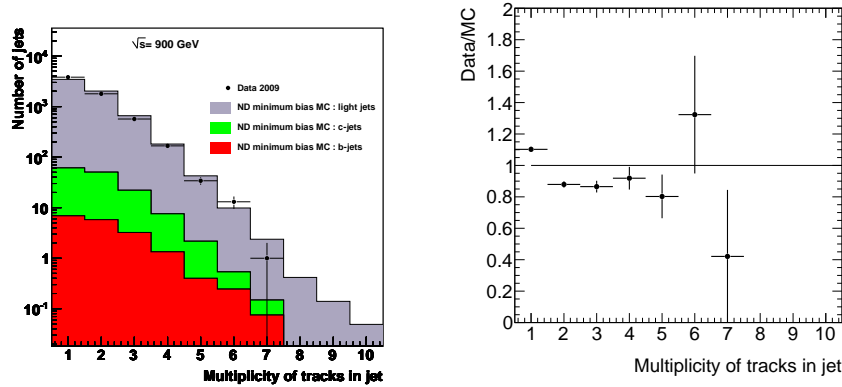 √s= 900 GeV
Number of jets
10⁴
10³
10²
10
1
10⁻¹
Data 2009
ND minimum bias MC : light jets
ND minimum bias MC : c-jets
ND minimum bias MC : b-jets
1 2 3 4 5 6 7 8 9 10
Multiplicity of tracks in jet
Data/MC
2
1.8
1.6
1.4
1.2
1
0.8
0.6
0.4
0.2
0
1 2 3 4 5 6 7 8 9 10
Multiplicity of tracks in jet